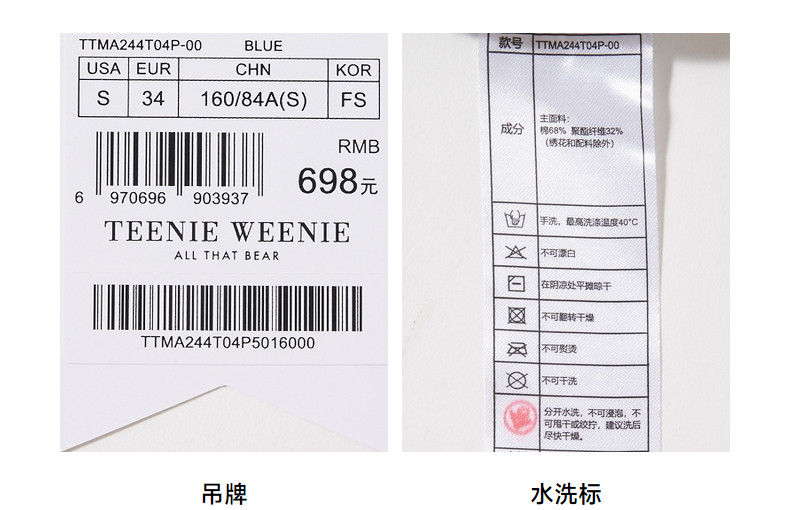 TTMA244T04P-00 BLUE
USA EUR CHN KOR
S 34 160/84A(S) FS
RMB
698元
6 970696 903937
TEENIE WEENIE
ALL THAT BEAR
TTMA244T04P5016000
吊牌
款号 TTMA244T04P-00
成分
主面料：
棉68% 聚酯纤维32%
（绣花和配料除外）
手洗，最高洗涤温度40°C
不可漂白
在阴凉处平摊晾干
不可翻转干燥
不可熨烫
不可干洗
分开水洗，不可浸泡，不
可甩干或绞拧，建议洗后
尽快干燥。
水洗标